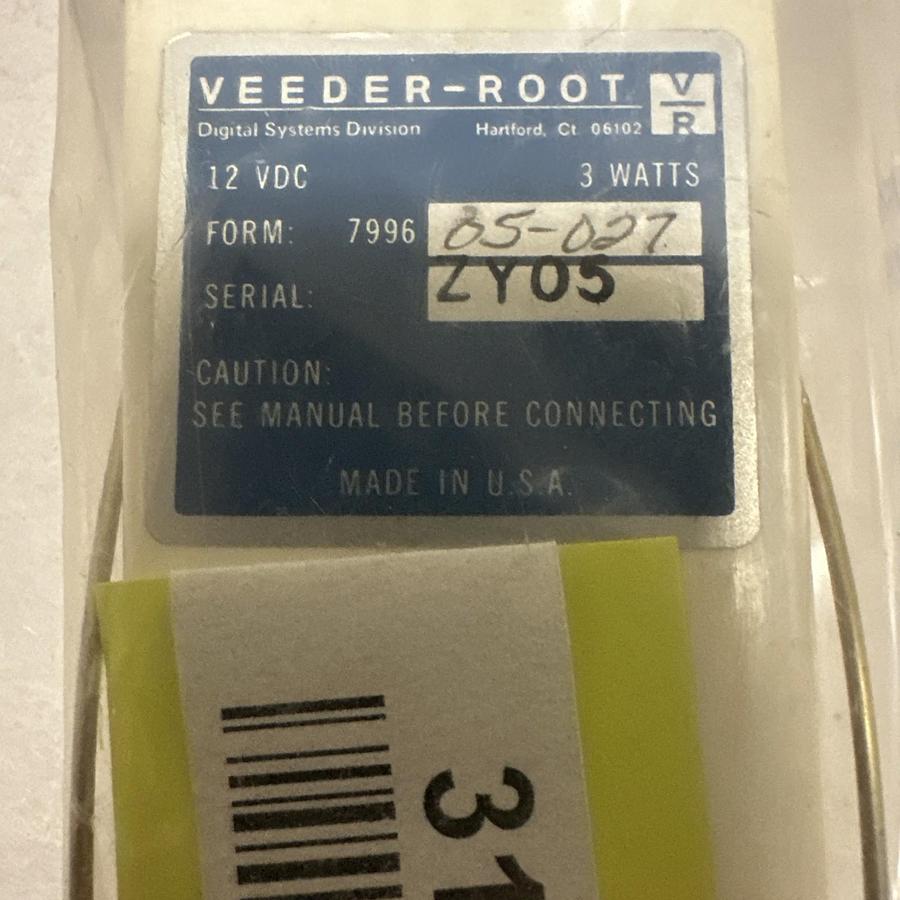 VEEDER-ROOT V
R
Digital Systems Division Hartford, Ct. 06102
12 VDC 3 WATTS
FORM: 7996 05-027
SERIAL: ZY05
CAUTION:
SEE MANUAL BEFORE CONNECTING
MADE IN U.S.A.
31